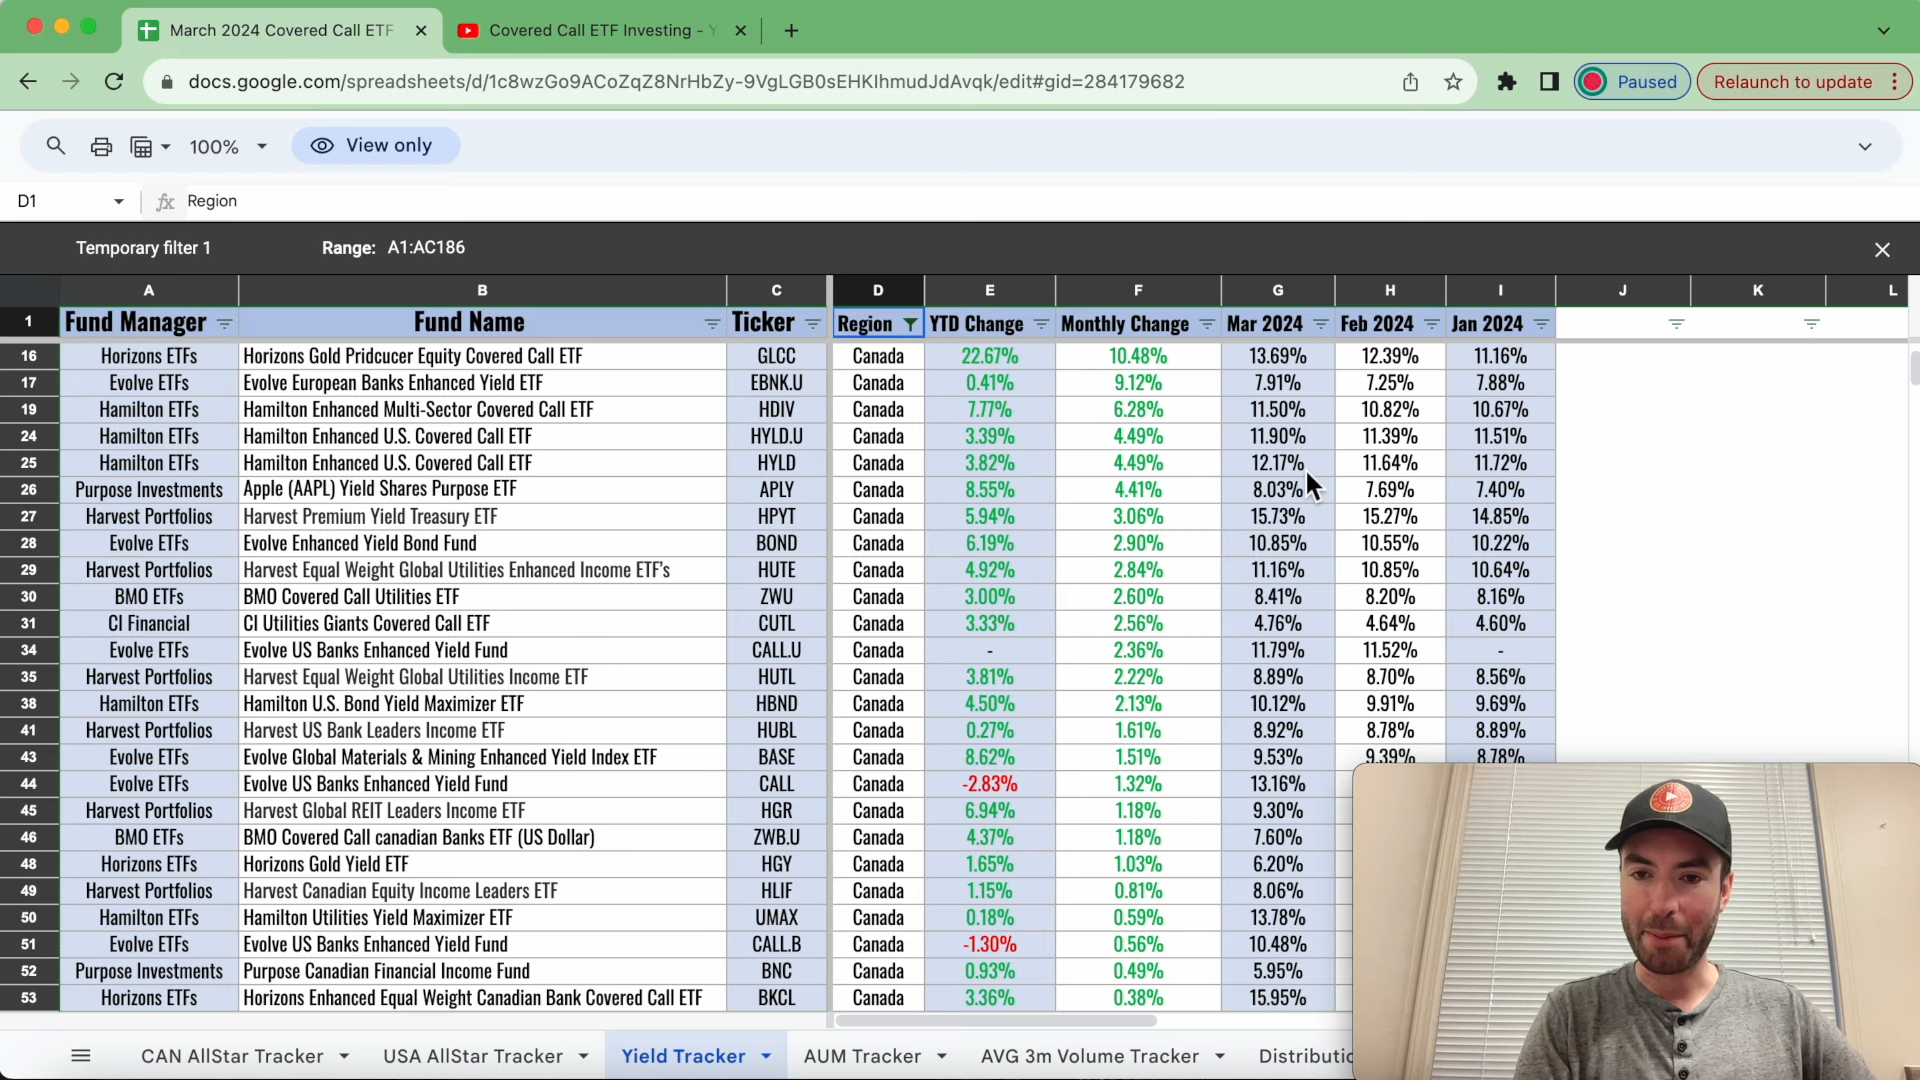 March 2024 Covered Call ETF
Covered Call ETF Investing - Y
docs.google.com/spreadsheets/d/1c8wzGo9ACoZqZ8NrHbZy-9VgLGB0sEHKIhmudJdAvqk/edit#gid=284179682
Paused
Relaunch to update
100%
View only
D1
fx Region
Temporary filter 1 Range: A1:AC186
A B C D E F G H I J K L
1 Fund Manager Fund Name Ticker Region YTD Change Monthly Change Mar 2024 Feb 2024 Jan 2024
16 Horizons ETFs Horizons Gold Pridcucer Equity Covered Call ETF GLCC Canada 22.67% 10.48% 13.69% 12.39% 11.16%
17 Evolve ETFs Evolve European Banks Enhanced Yield ETF EBNK.U Canada 0.41% 9.12% 7.91% 7.25% 7.88%
19 Hamilton ETFs Hamilton Enhanced Multi-Sector Covered Call ETF HDIV Canada 7.77% 6.28% 11.50% 10.82% 10.67%
24 Hamilton ETFs Hamilton Enhanced U.S. Covered Call ETF HYLD.U Canada 3.39% 4.49% 11.90% 11.39% 11.51%
25 Hamilton ETFs Hamilton Enhanced U.S. Covered Call ETF HYLD Canada 3.82% 4.49% 12.17% 11.64% 11.72%
26 Purpose Investments Apple (AAPL) Yield Shares Purpose ETF APLY Canada 8.55% 4.41% 8.03% 7.69% 7.40%
27 Harvest Portfolios Harvest Premium Yield Treasury ETF HPYT Canada 5.94% 3.06% 15.73% 15.27% 14.85%
28 Evolve ETFs Evolve Enhanced Yield Bond Fund BOND Canada 6.19% 2.90% 10.85% 10.55% 10.22%
29 Harvest Portfolios Harvest Equal Weight Global Utilities Enhanced Income ETF's HUTE Canada 4.92% 2.84% 11.16% 10.85% 10.64%
30 BMO ETFs BMO Covered Call Utilities ETF ZWU Canada 3.00% 2.60% 8.41% 8.20% 8.16%
31 CI Financial CI Utilities Giants Covered Call ETF CUTL Canada 3.33% 2.56% 4.76% 4.64% 4.60%
34 Evolve ETFs Evolve US Banks Enhanced Yield Fund CALL.U Canada - 2.36% 11.79% 11.52% -
35 Harvest Portfolios Harvest Equal Weight Global Utilities Income ETF HUTL Canada 3.81% 2.22% 8.89% 8.70% 8.56%
38 Hamilton ETFs Hamilton U.S. Bond Yield Maximizer ETF HBND Canada 4.50% 2.13% 10.12% 9.91% 9.69%
41 Harvest Portfolios Harvest US Bank Leaders Income ETF HUBL Canada 0.27% 1.61% 8.92% 8.78% 8.89%
43 Evolve ETFs Evolve Global Materials & Mining Enhanced Yield Index ETF BASE Canada 8.62% 1.51% 9.53% 9.39% 8.78%
44 Evolve ETFs Evolve US Banks Enhanced Yield Fund CALL Canada -2.83% 1.32% 13.16%
45 Harvest Portfolios Harvest Global REIT Leaders Income ETF HGR Canada 6.94% 1.18% 9.30%
46 BMO ETFs BMO Covered Call canadian Banks ETF (US Dollar) ZWB.U Canada 4.37% 1.18% 7.60%
48 Horizons ETFs Horizons Gold Yield ETF HGY Canada 1.65% 1.03% 6.20%
49 Harvest Portfolios Harvest Canadian Equity Income Leaders ETF HLIF Canada 1.15% 0.81% 8.06%
50 Hamilton ETFs Hamilton Utilities Yield Maximizer ETF UMAX Canada 0.18% 0.59% 13.78%
51 Evolve ETFs Evolve US Banks Enhanced Yield Fund CALL.B Canada -1.30% 0.56% 10.48%
52 Purpose Investments Purpose Canadian Financial Income Fund BNC Canada 0.93% 0.49% 5.95%
53 Horizons ETFs Horizons Enhanced Equal Weight Canadian Bank Covered Call ETF BKCL Canada 3.36% 0.38% 15.95%
CAN AllStar Tracker USA AllStar Tracker Yield Tracker AUM Tracker AVG 3m Volume Tracker Distributio